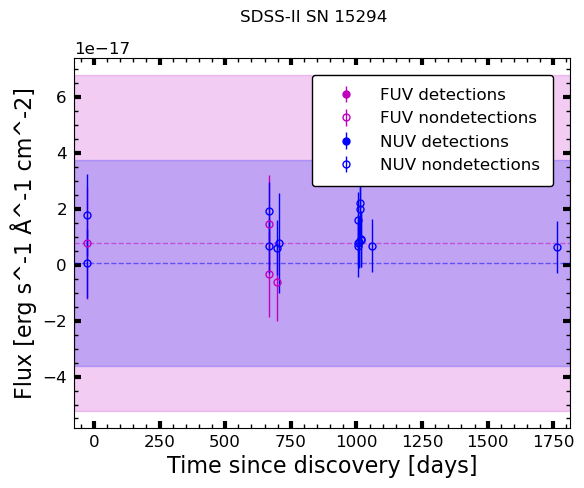 SDSS-II SN 15294
1e−17
Flux [erg s^-1 Å^-1 cm^-2]
6
4
2
0
−2
−4
FUV detections
FUV nondetections
NUV detections
NUV nondetections
0 250 500 750 1000 1250 1500 1750
Time since discovery [days]